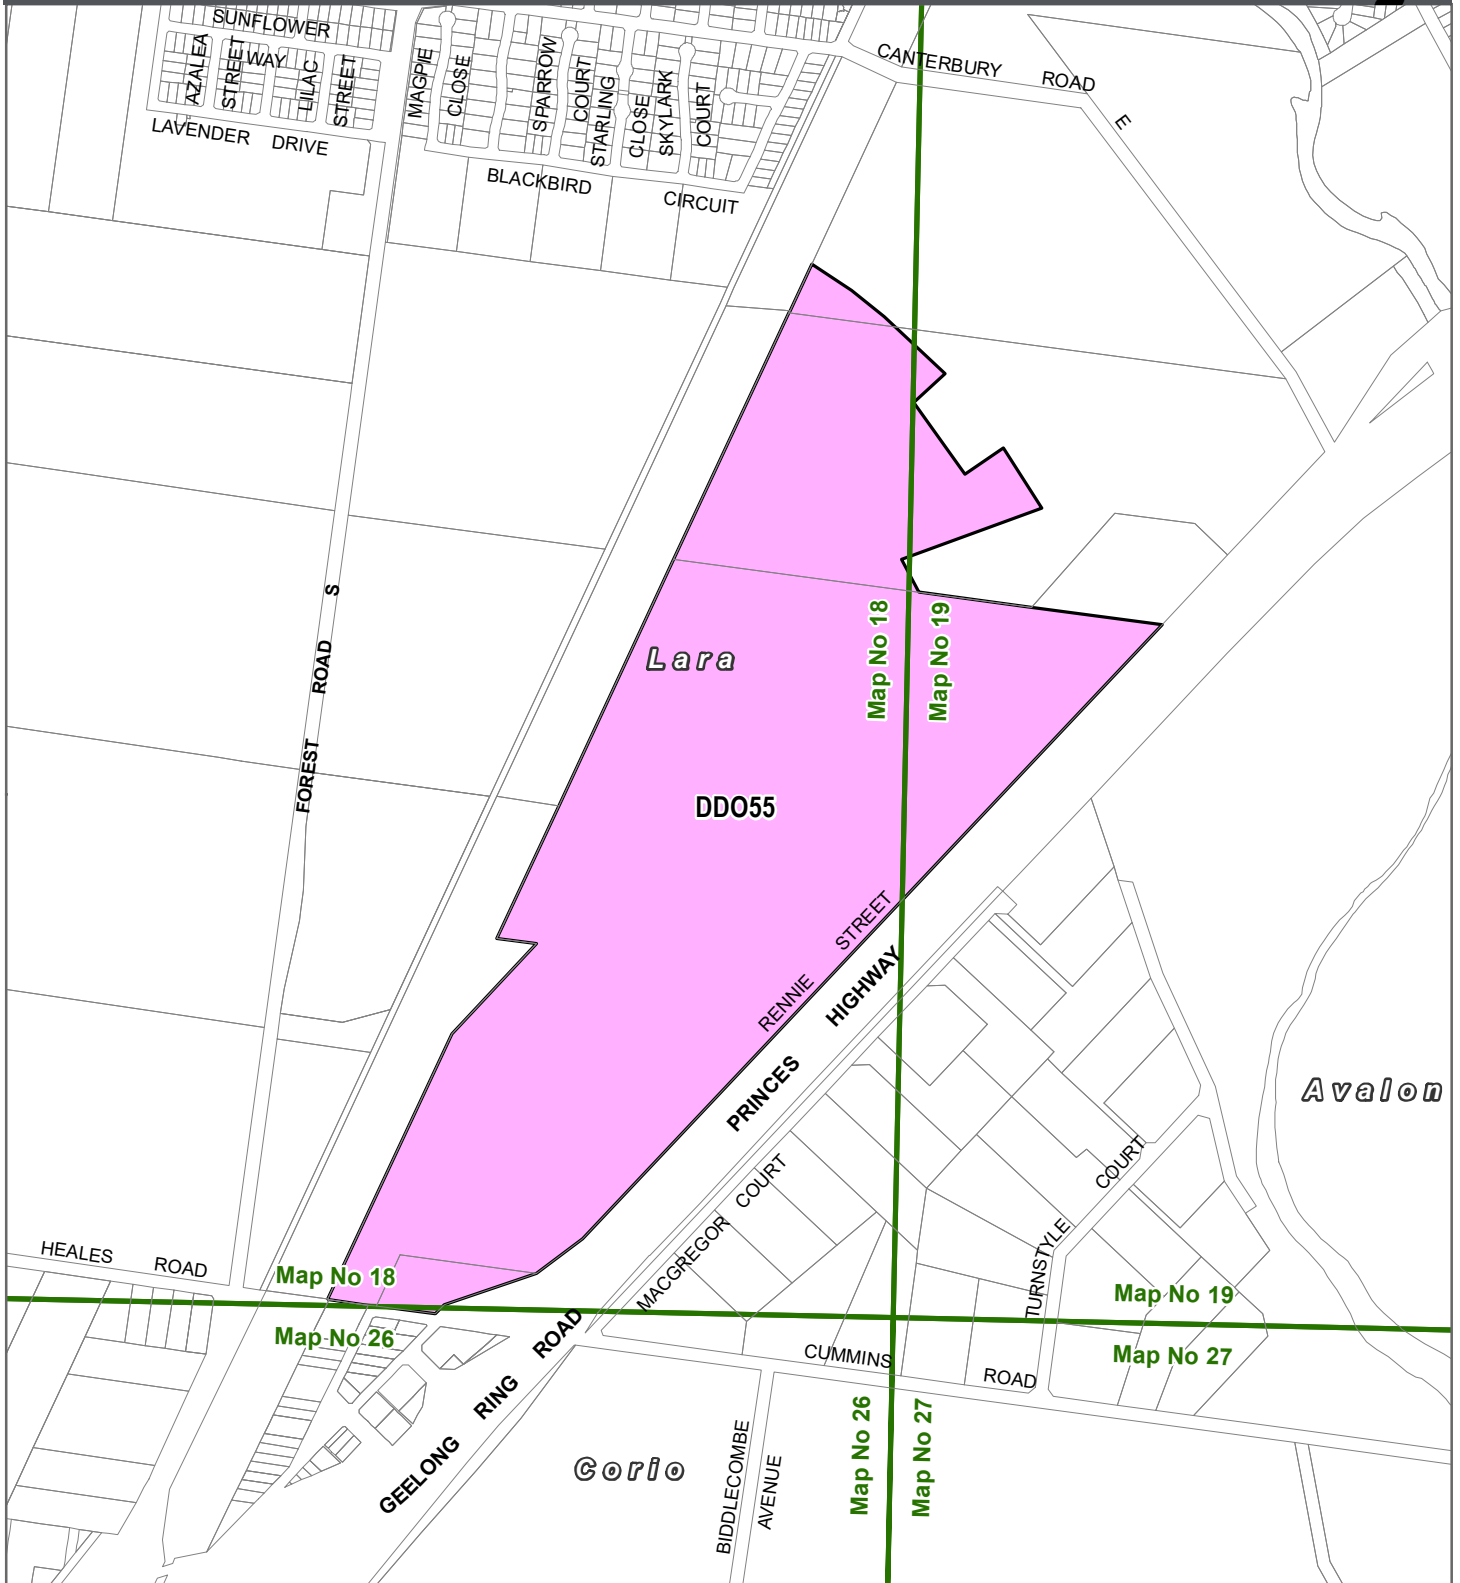 SUNFLOWER
WAY
AZALEA
STREET
LILAC
STREET
LAVENDER DRIVE
MAGPIE
CLOSE
SPARROW
COURT
STARLING
CLOSE
SKYLARK
COURT
BLACKBIRD CIRCUIT
CANTERBURY ROAD
E
FOREST ROAD S
Lara
Map No 18
Map No 19
DDO55
RENNIE STREET
PRINCES HIGHWAY
Avalon
MACGREGOR COURT
TURNSTYLE COURT
HEALES ROAD
Map No 18
Map No 26
Map No 19
Map No 27
GEELONG RING ROAD
CUMMINS ROAD
Corio
BIDDLECOMBE
AVENUE
Map No 26
Map No 27